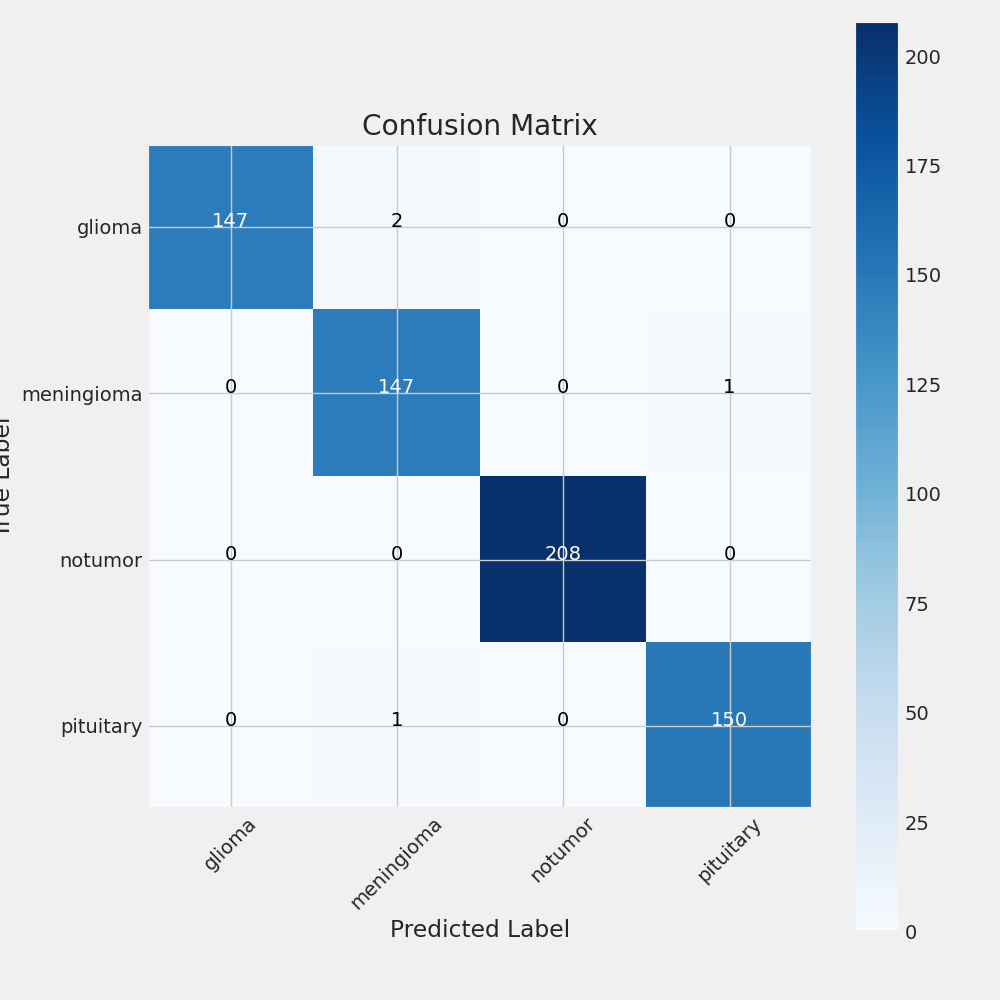 Confusion Matrix
glioma 147 2 0 0
meningioma 0 147 0 1
notumor 0 0 208 0
pituitary 0 1 0 150
glioma meningioma notumor pituitary
Predicted Label
Label
200
175
150
125
100
75
50
25
0